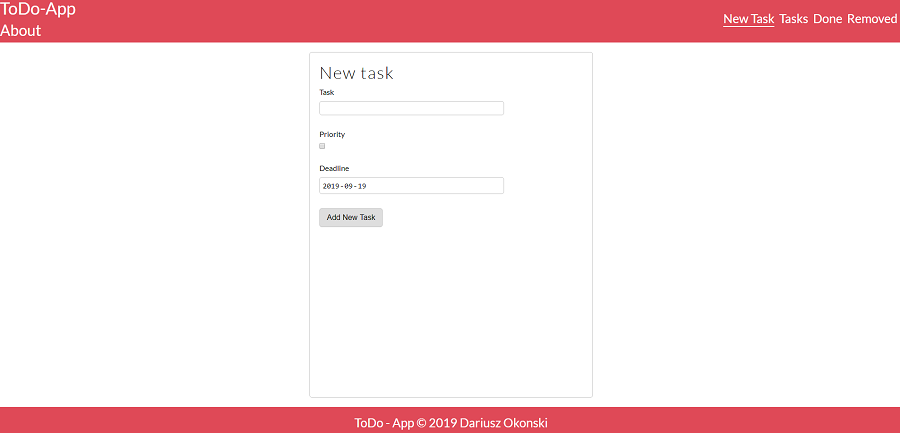 ToDo-App
About
New Task Tasks Done Removed
New task
Task
Priority
Deadline
2019-09-19
Add New Task
ToDo - App © 2019 Dariusz Okonski